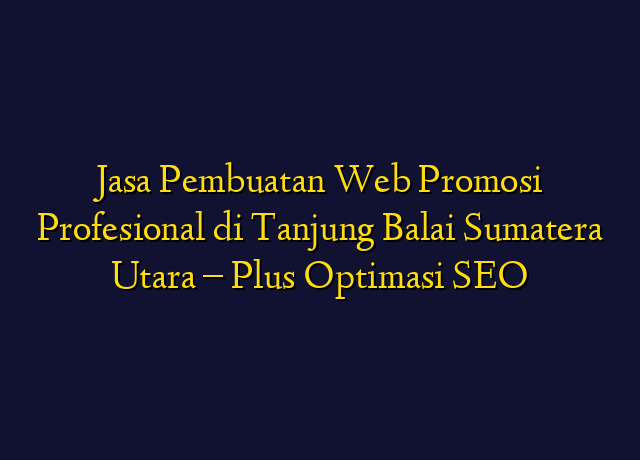 Jasa Pembuatan Web Promosi
Profesional di Tanjung Balai Sumatera
Utara – Plus Optimasi SEO